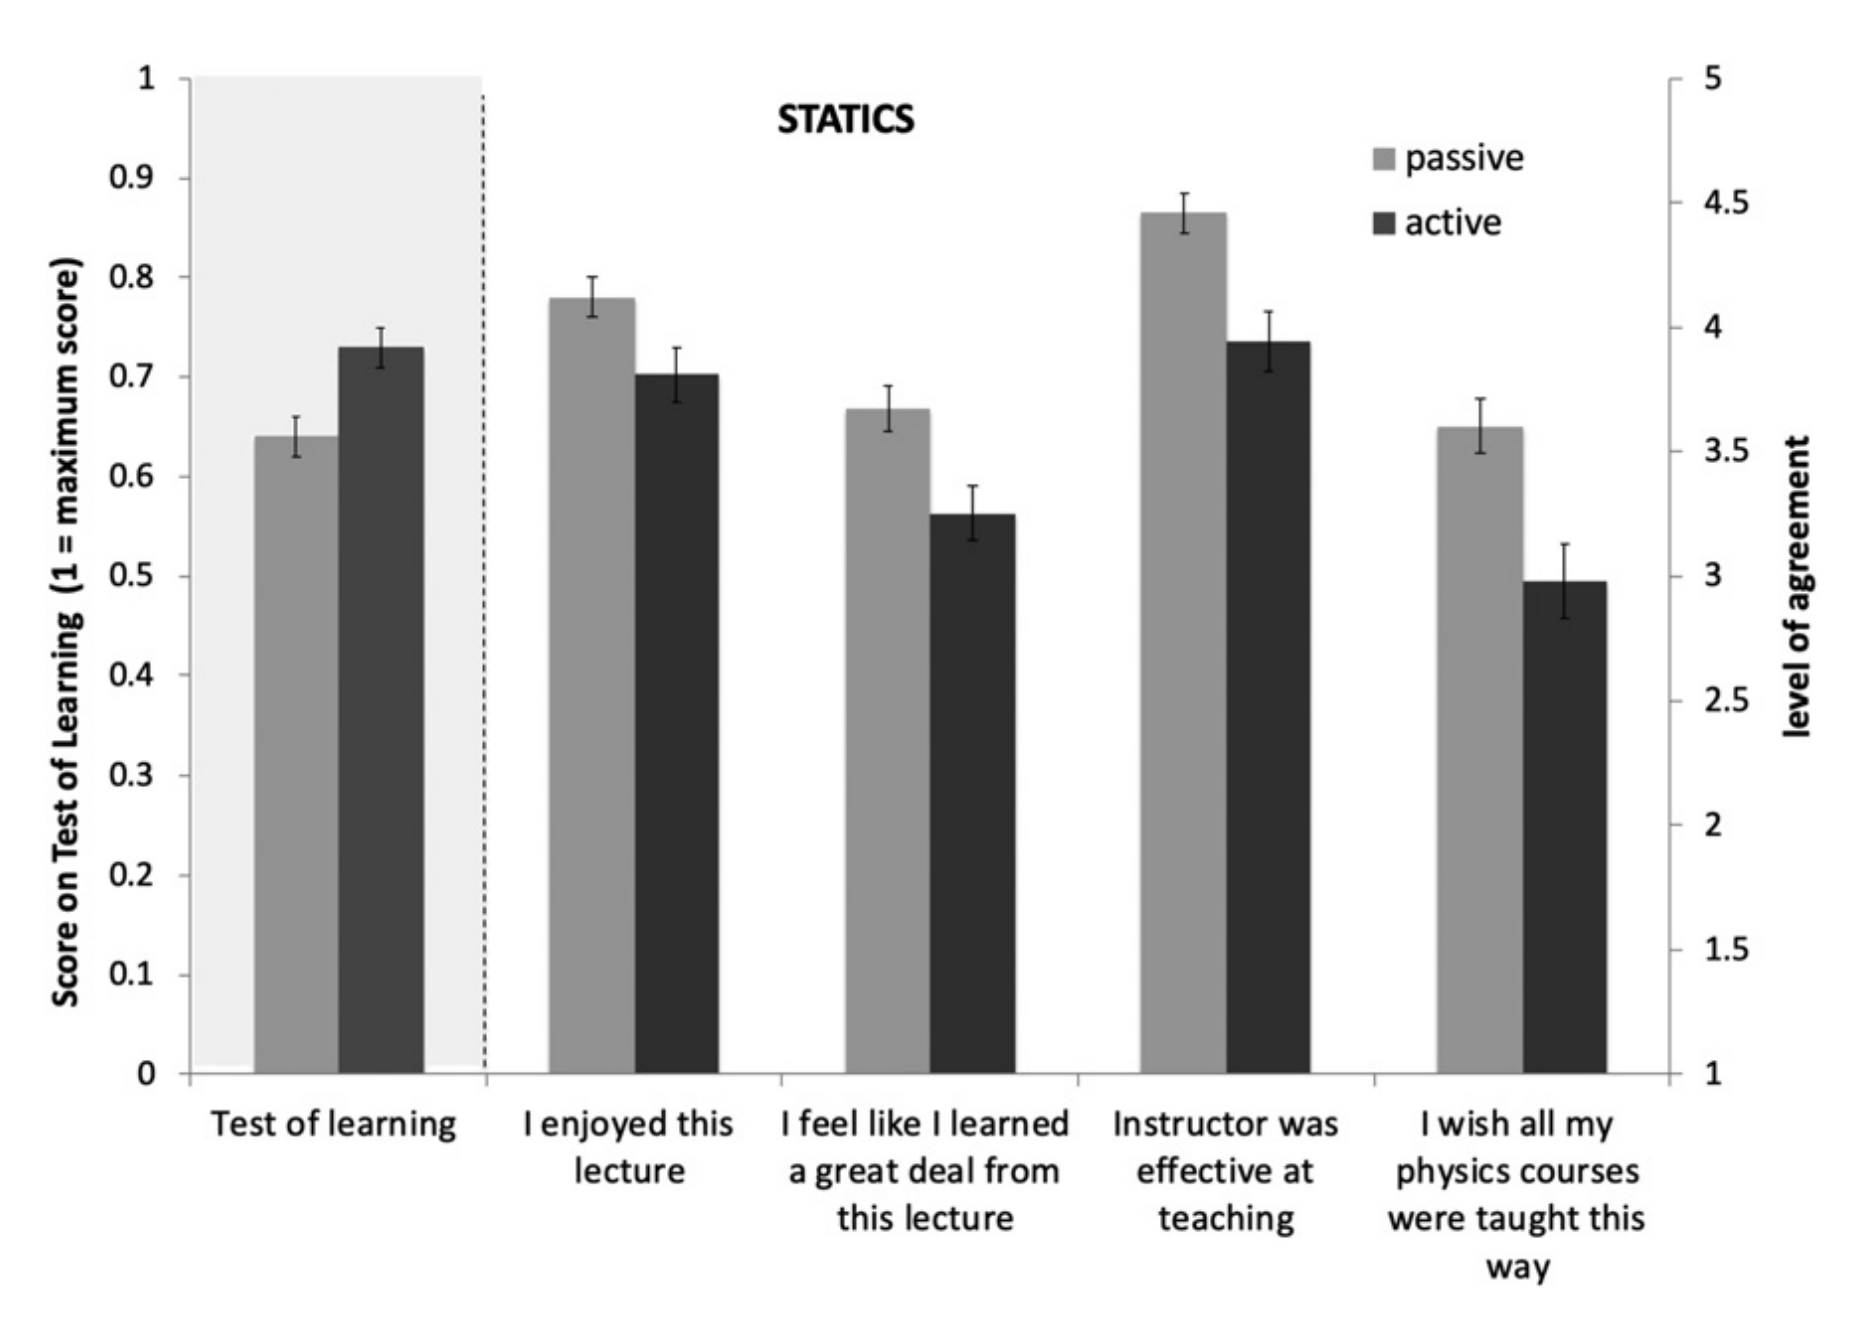 STATICS
passive
active
Score on Test of Learning (1 = maximum score)
1
0.9
0.8
0.7
0.6
0.5
0.4
0.3
0.2
0.1
0
5
4.5
4
3.5
3
2.5
2
1.5
1
level of agreement
Test of learning
I enjoyed this
lecture
I feel like I learned
a great deal from
this lecture
Instructor was
effective at
teaching
I wish all my
physics courses
were taught this
way